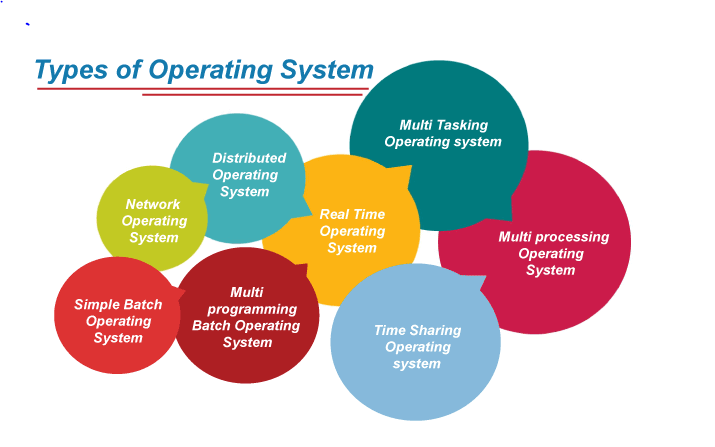 Types of Operating System
Multi Tasking
Operating system
Distributed
Operating
System
Network
Operating
System
Real Time
Operating
System
Multi processing
Operating
System
Simple Batch
Operating
System
Multi
programming
Batch Operating
System
Time Sharing
Operating
system